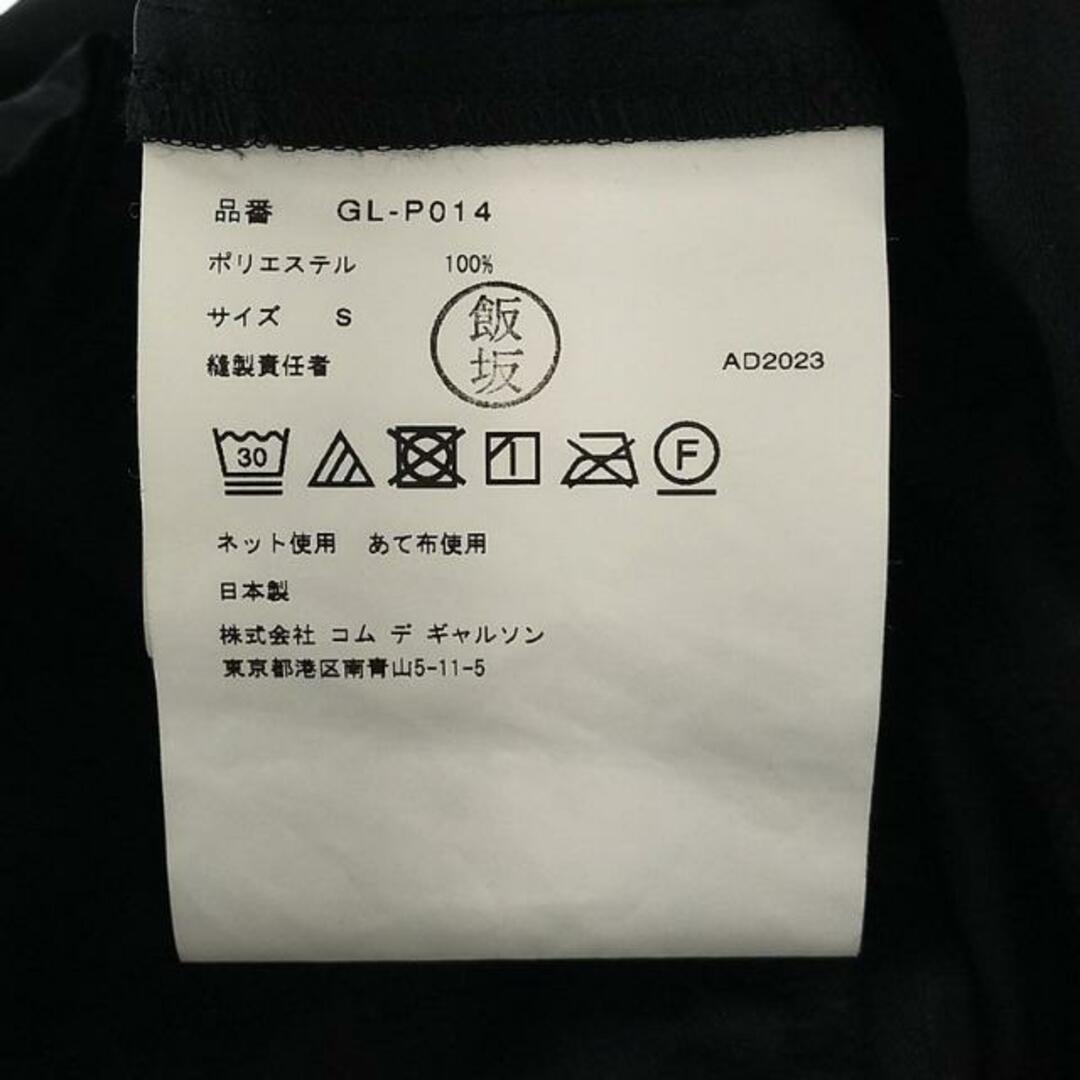 品番 GL-P014
ポリエステル 100%
サイズ S
飯坂
縫製責任者 AD2023
30 F
ネット使用 あて布使用
日本製
株式会社 コム デ ギャルソン
東京都港区南青山5-11-5